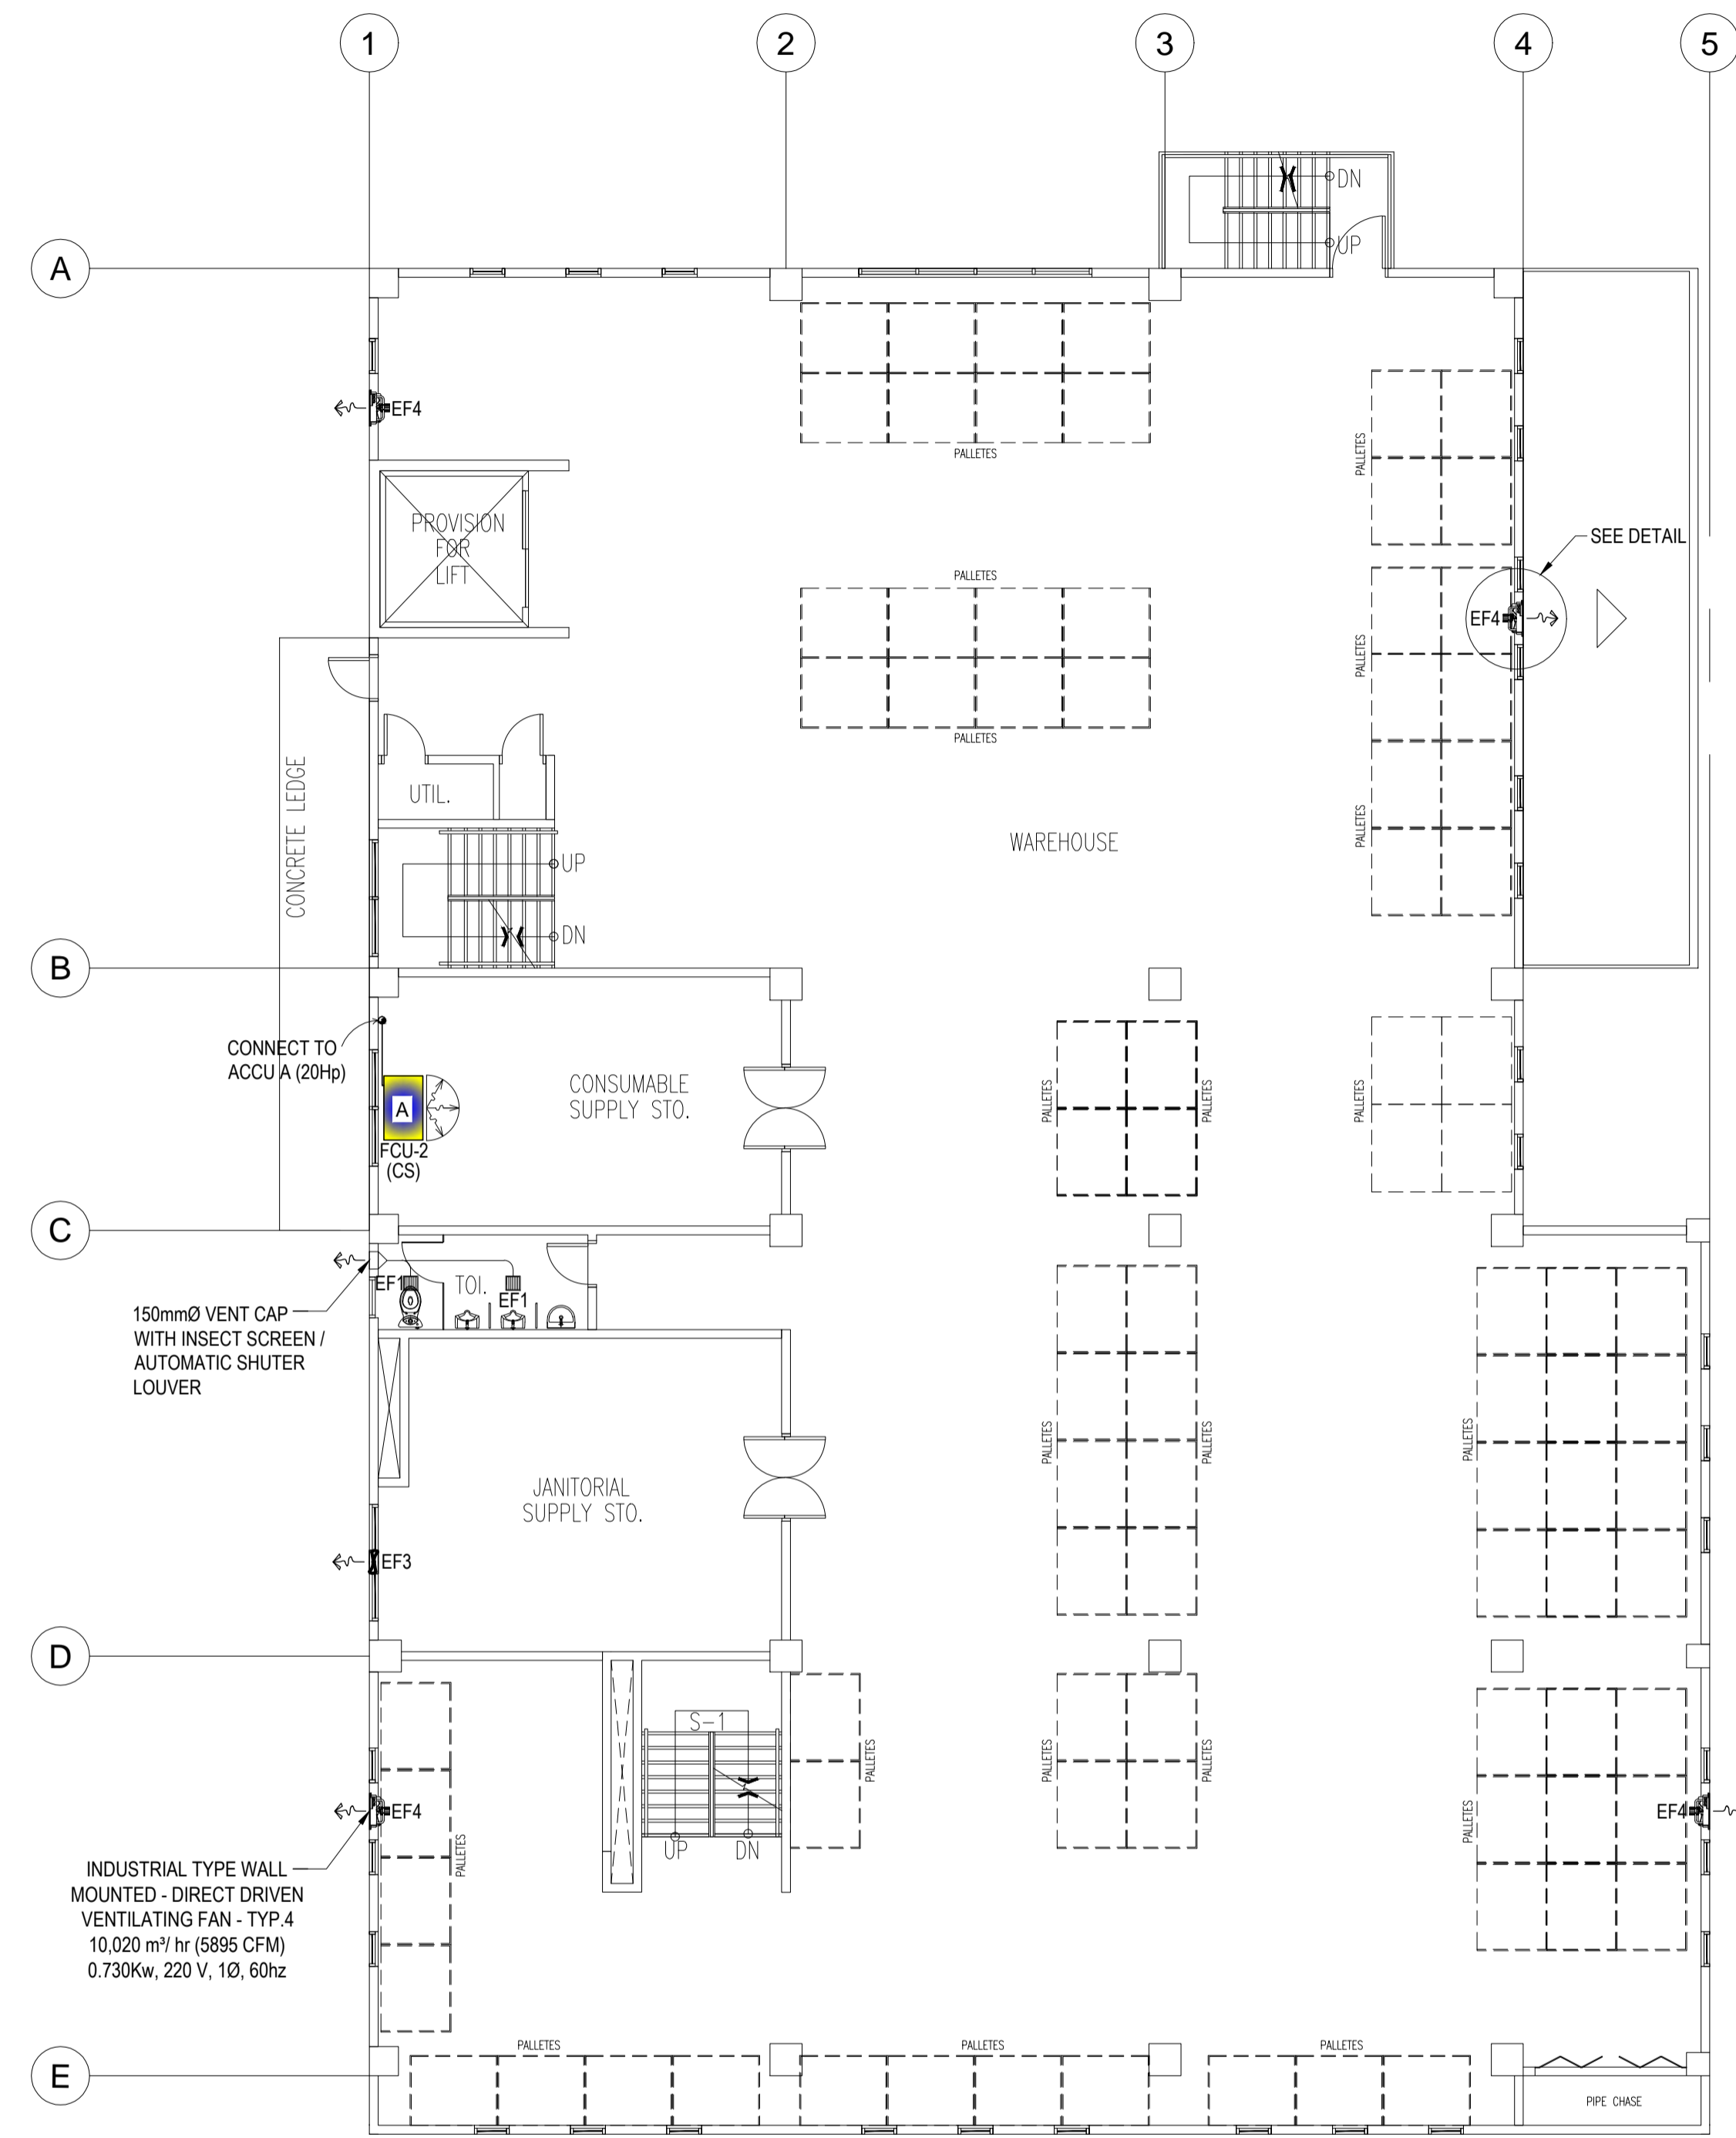 1
2
3
4
5
DN
UP
A
EF4
PALLETES
PALLETES
PROVISION
FOR
LIFT
SEE DETAIL
PALLETES
EF4
PALLETES
PALLETES
CONCRETE LEDGE
UTIL.
WAREHOUSE
PALLETES
UP
DN
B
CONNECT TO
ACCU A (20Hp)
A
FCU-2
(CS)
CONSUMABLE
SUPPLY STO.
PALLETES
PALLETES
PALLETES
C
EF1
TOI.
EF1
150mmØ VENT CAP
WITH INSECT SCREEN /
AUTOMATIC SHUTER
LOUVER
PALLETES
PALLETES
PALLETES
JANITORIAL
SUPPLY STO.
EF3
D
S-1
PALLETES
PALLETES
PALLETES
PALLETES
EF4
EF4
PALLETES
UP
DN
INDUSTRIAL TYPE WALL
MOUNTED - DIRECT DRIVEN
VENTILATING FAN - TYP.4
10,020 m³/ hr (5895 CFM)
0.730Kw, 220 V, 1Ø, 60hz
PALLETES
PALLETES
PALLETES
E
PIPE CHASE